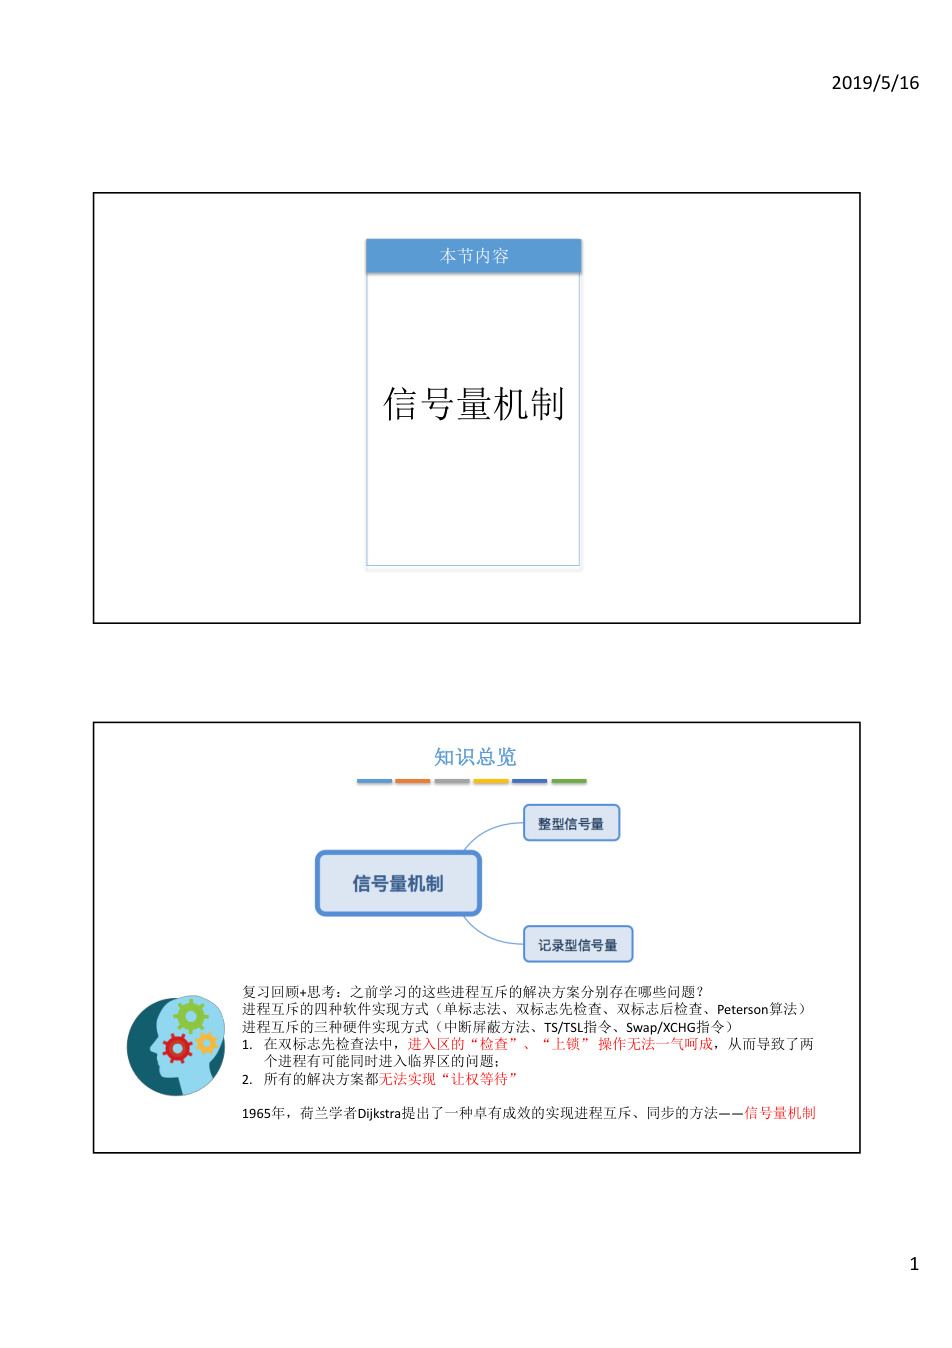 2019/5/16
本节内容
信号量机制
知识总览
整型信号量
信号量机制
记录型信号量
复习回顾+思考：之前学习的这些进程互斥的解决方案分别存在哪些问题？
进程互斥的四种软件实现方式（单标志法、双标志先检查、双标志后检查、Peterson算法）
进程互斥的三种硬件实现方式（中断屏蔽方法、TS/TSL指令、Swap/XCHG指令）
1. 在双标志先检查法中，进入区的“检查”、“上锁” 操作无法一气呵成，从而导致了两
个进程有可能同时进入临界区的问题；
2. 所有的解决方案都无法实现“让权等待”
1965年，荷兰学者Dijkstra提出了一种卓有成效的实现进程互斥、同步的方法——信号量机制
1